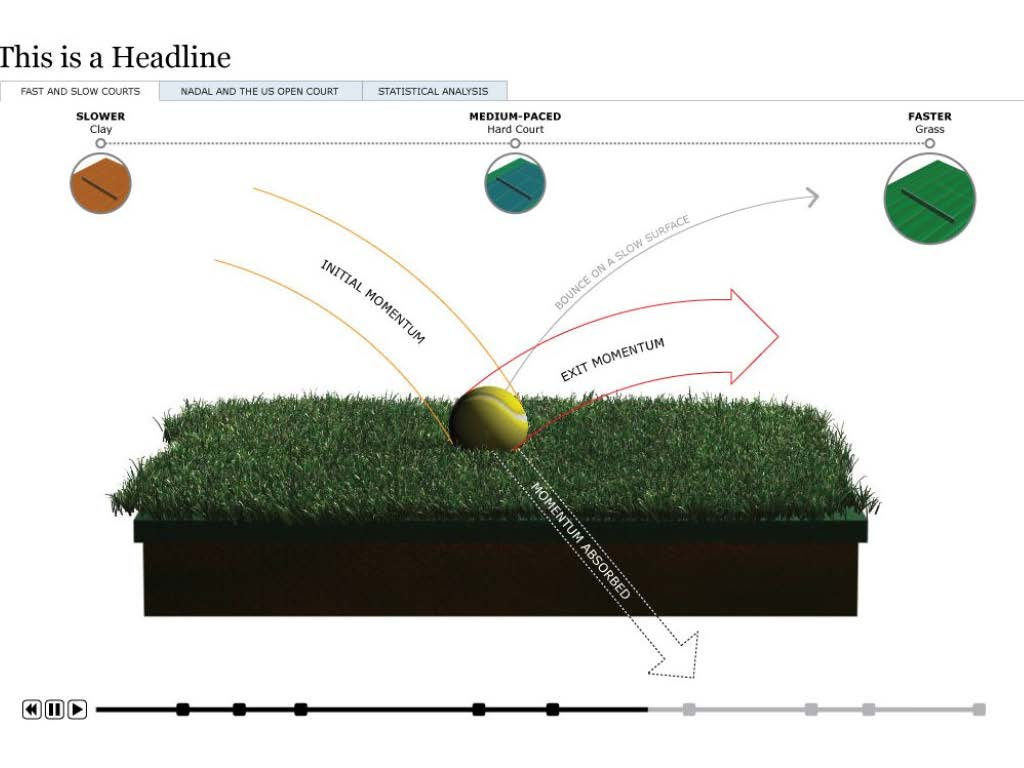 This is a Headline
FAST AND SLOW COURTS
NADAL AND THE US OPEN COURT
STATISTICAL ANALYSIS
SLOWER
Clay
MEDIUM-PACED
Hard Court
FASTER
Grass
INITIAL MOMENTUM
BOUNCE ON A SLOW SURFACE
EXIT MOMENTUM
MOMENTUM ABSORBED